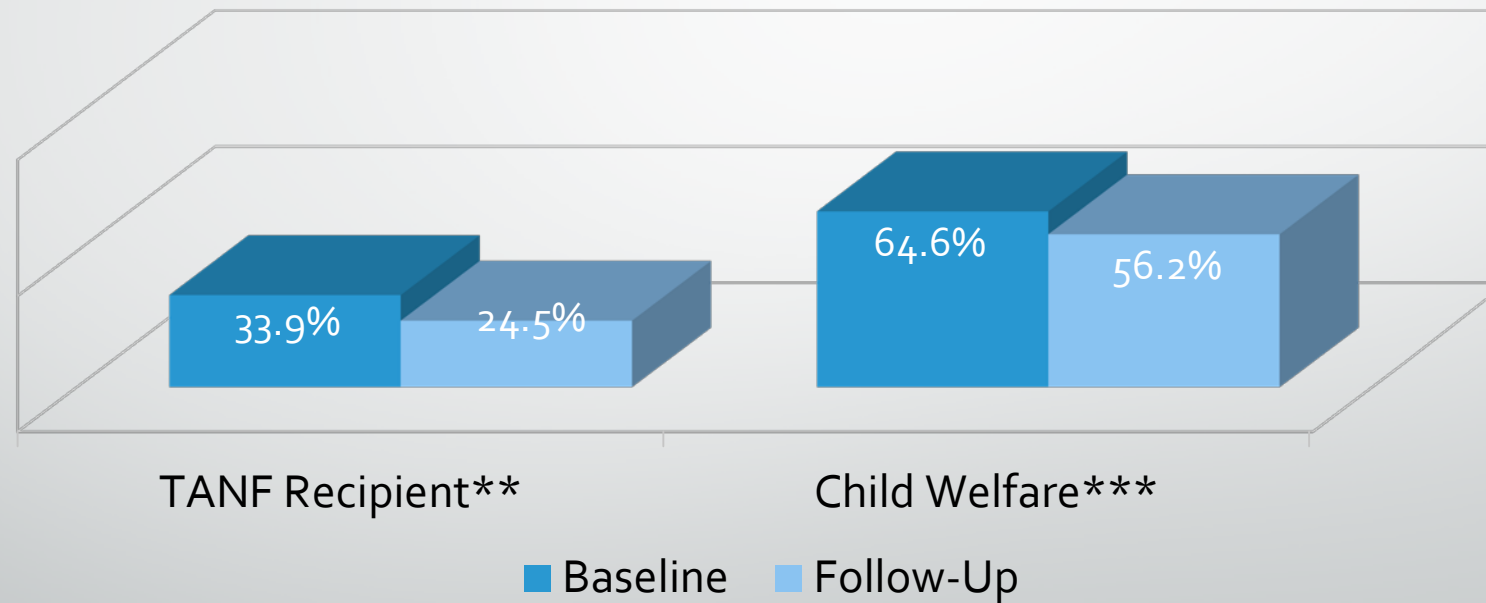 64.6%
56.2%
33.9%
24.5%
TANF Recipient** Child Welfare***
Baseline Follow-Up